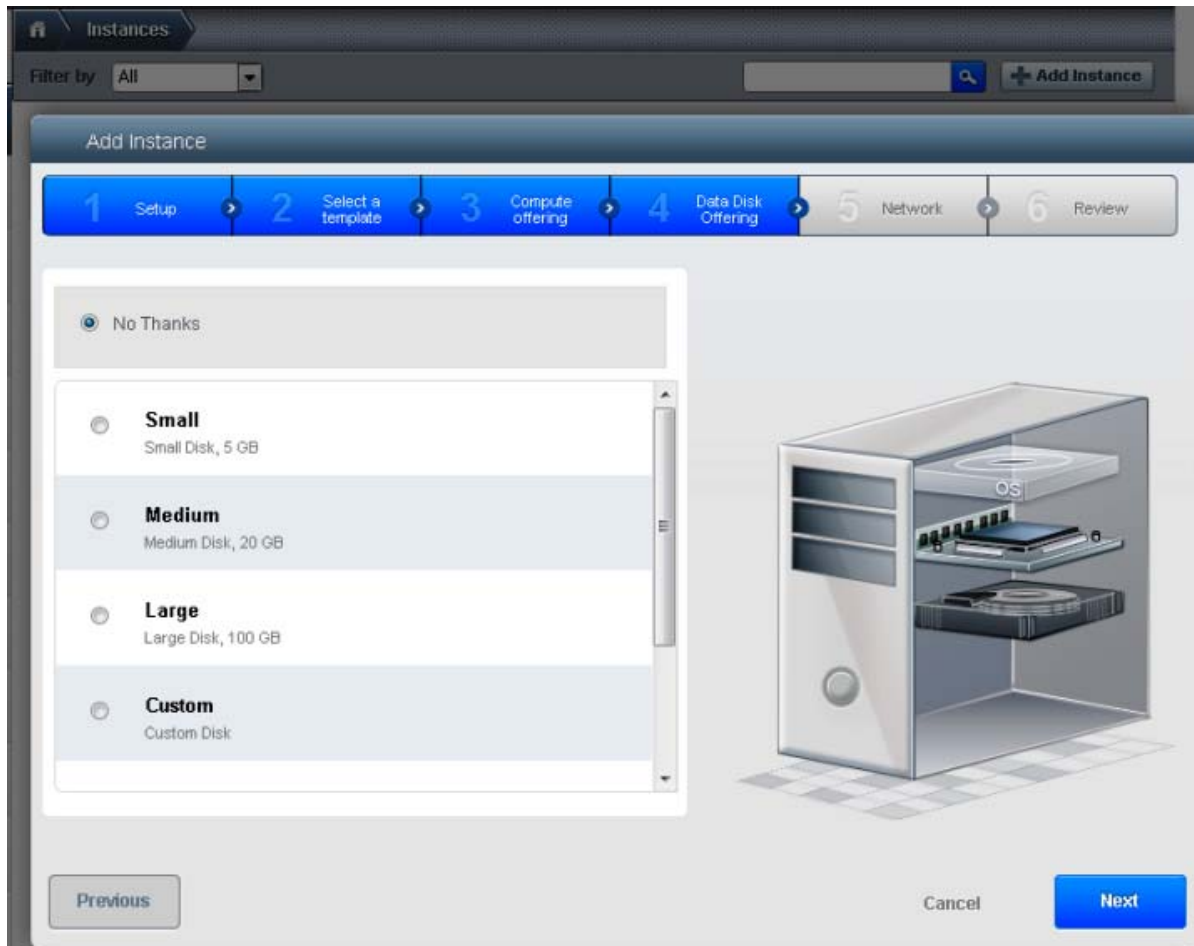 Instances
Filter by All
Add Instance
Add Instance
1 Setup
2 Select a template
3 Compute offering
4 Data Disk Offering
5 Network
6 Review
No Thanks
Small
Small Disk, 5 GB
Medium
Medium Disk, 20 GB
Large
Large Disk, 100 GB
Custom
Custom Disk
OS
Previous
Cancel
Next